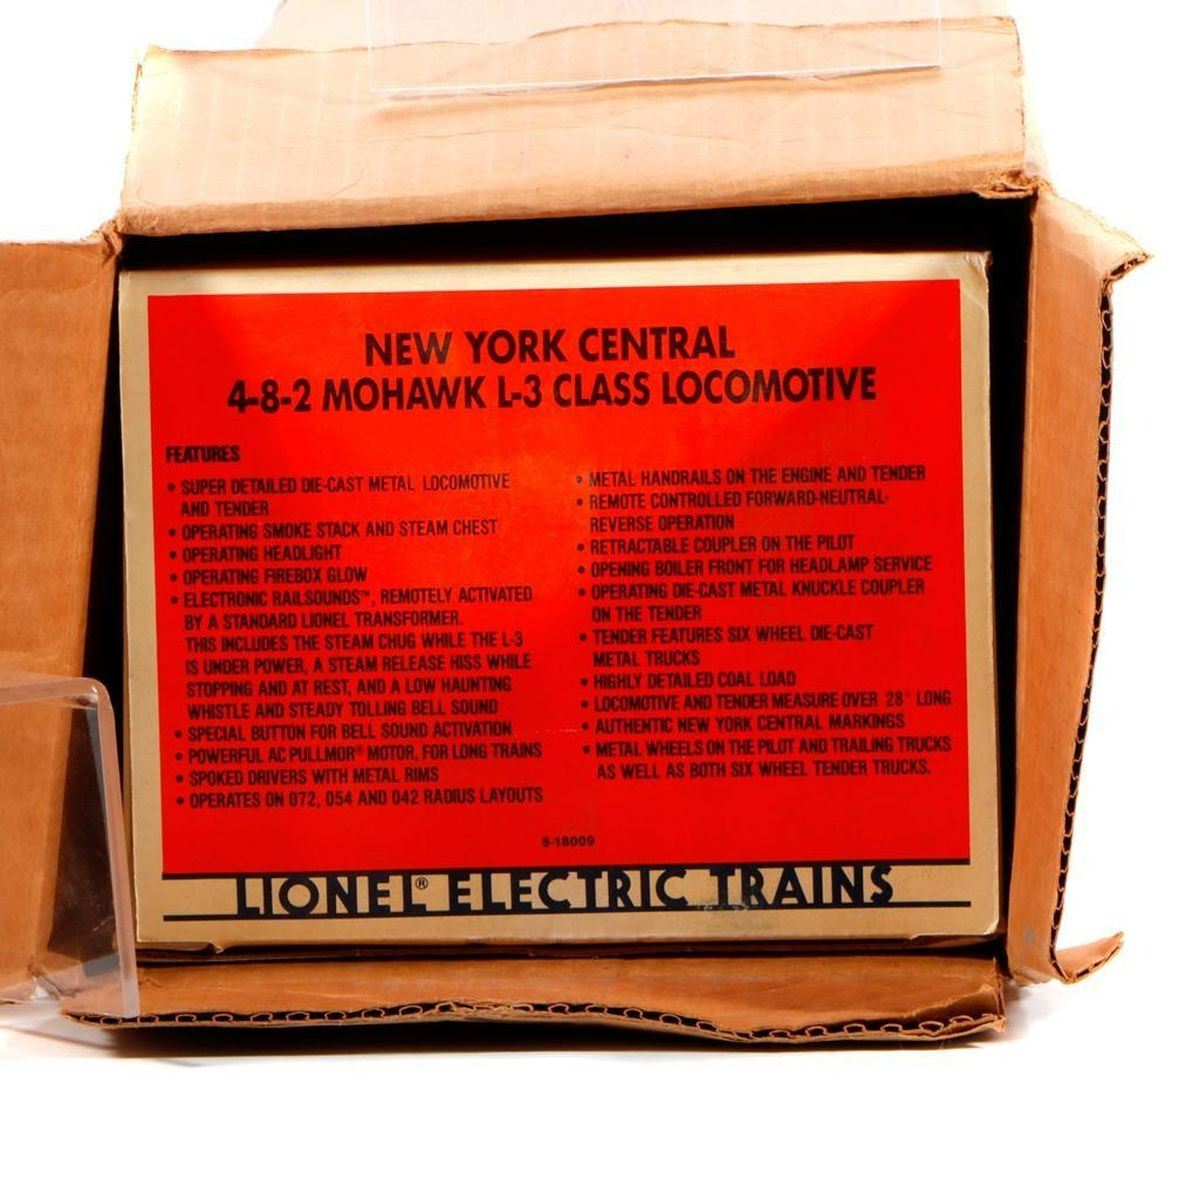 NEW YORK CENTRAL
4-8-2 MOHAWK L-3 CLASS LOCOMOTIVE
FEATURES
• SUPER DETAILED DIE-CAST METAL LOCOMOTIVE
AND TENDER
• OPERATING SMOKE STACK AND STEAM CHEST
• OPERATING HEADLIGHT
• OPERATING FIREBOX GLOW
• ELECTRONIC RAILSOUNDS™, REMOTELY ACTIVATED
BY A STANDARD LIONEL TRANSFORMER.
THIS INCLUDES THE STEAM CHUG WHILE THE L-3
IS UNDER POWER, A STEAM RELEASE HISS WHILE
STOPPING AND AT REST, AND A LOW HAUNTING
WHISTLE AND STEADY TOLLING BELL SOUND
• SPECIAL BUTTON FOR BELL SOUND ACTIVATION
• POWERFUL AC PULLMOR® MOTOR, FOR LONG TRAINS
• SPOKED DRIVERS WITH METAL RIMS
• OPERATES ON 072, 054 AND 042 RADIUS LAYOUTS
• METAL HANDRAILS ON THE ENGINE AND TENDER
• REMOTE CONTROLLED FORWARD-NEUTRAL-
REVERSE OPERATION
• RETRACTABLE COUPLER ON THE PILOT
• OPENING BOILER FRONT FOR HEADLAMP SERVICE
• OPERATING DIE-CAST METAL KNUCKLE COUPLER
ON THE TENDER
• TENDER FEATURES SIX WHEEL DIE-CAST
METAL TRUCKS
• HIGHLY DETAILED COAL LOAD
• LOCOMOTIVE AND TENDER MEASURE OVER 28" LONG
• AUTHENTIC NEW YORK CENTRAL MARKINGS
• METAL WHEELS ON THE PILOT AND TRAILING TRUCKS
AS WELL AS BOTH SIX WHEEL TENDER TRUCKS.
6-18009
LIONEL® ELECTRIC TRAINS